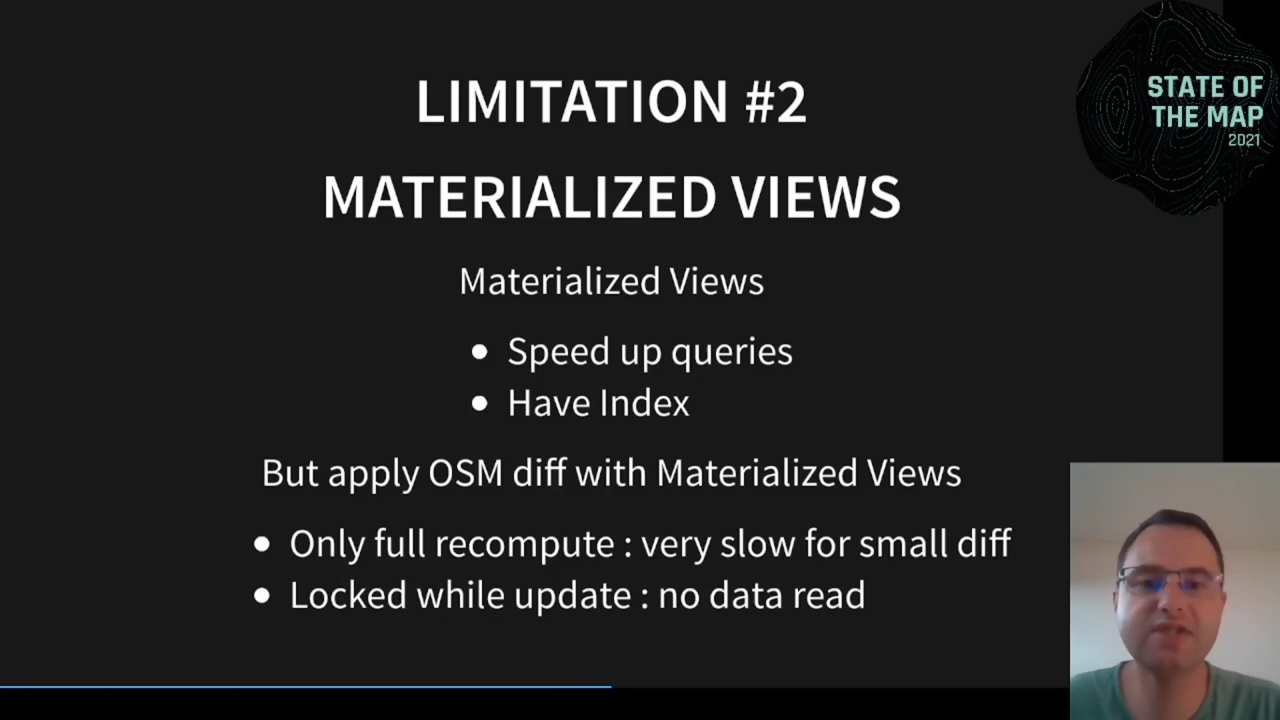 LIMITATION #2
MATERIALIZED VIEWS
Materialized Views
Speed up queries
Have Index
But apply OSM diff with Materialized Views
Only full recompute : very slow for small diff
Locked while update : no data read
STATE OF
THE MAP
2021